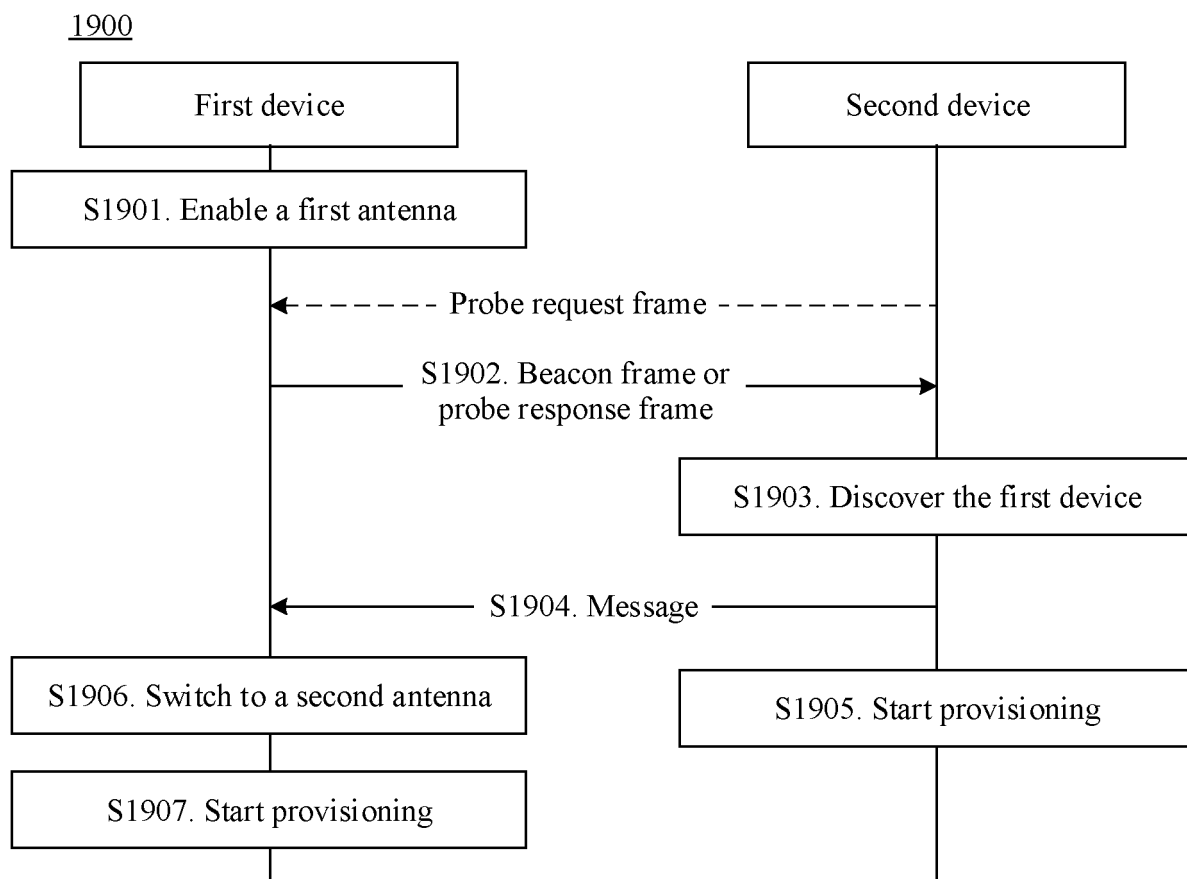 1900
First device
Second device
S1901. Enable a first antenna
Probe request frame
S1902. Beacon frame or
probe response frame
S1903. Discover the first device
S1904. Message
S1906. Switch to a second antenna
S1905. Start provisioning
S1907. Start provisioning